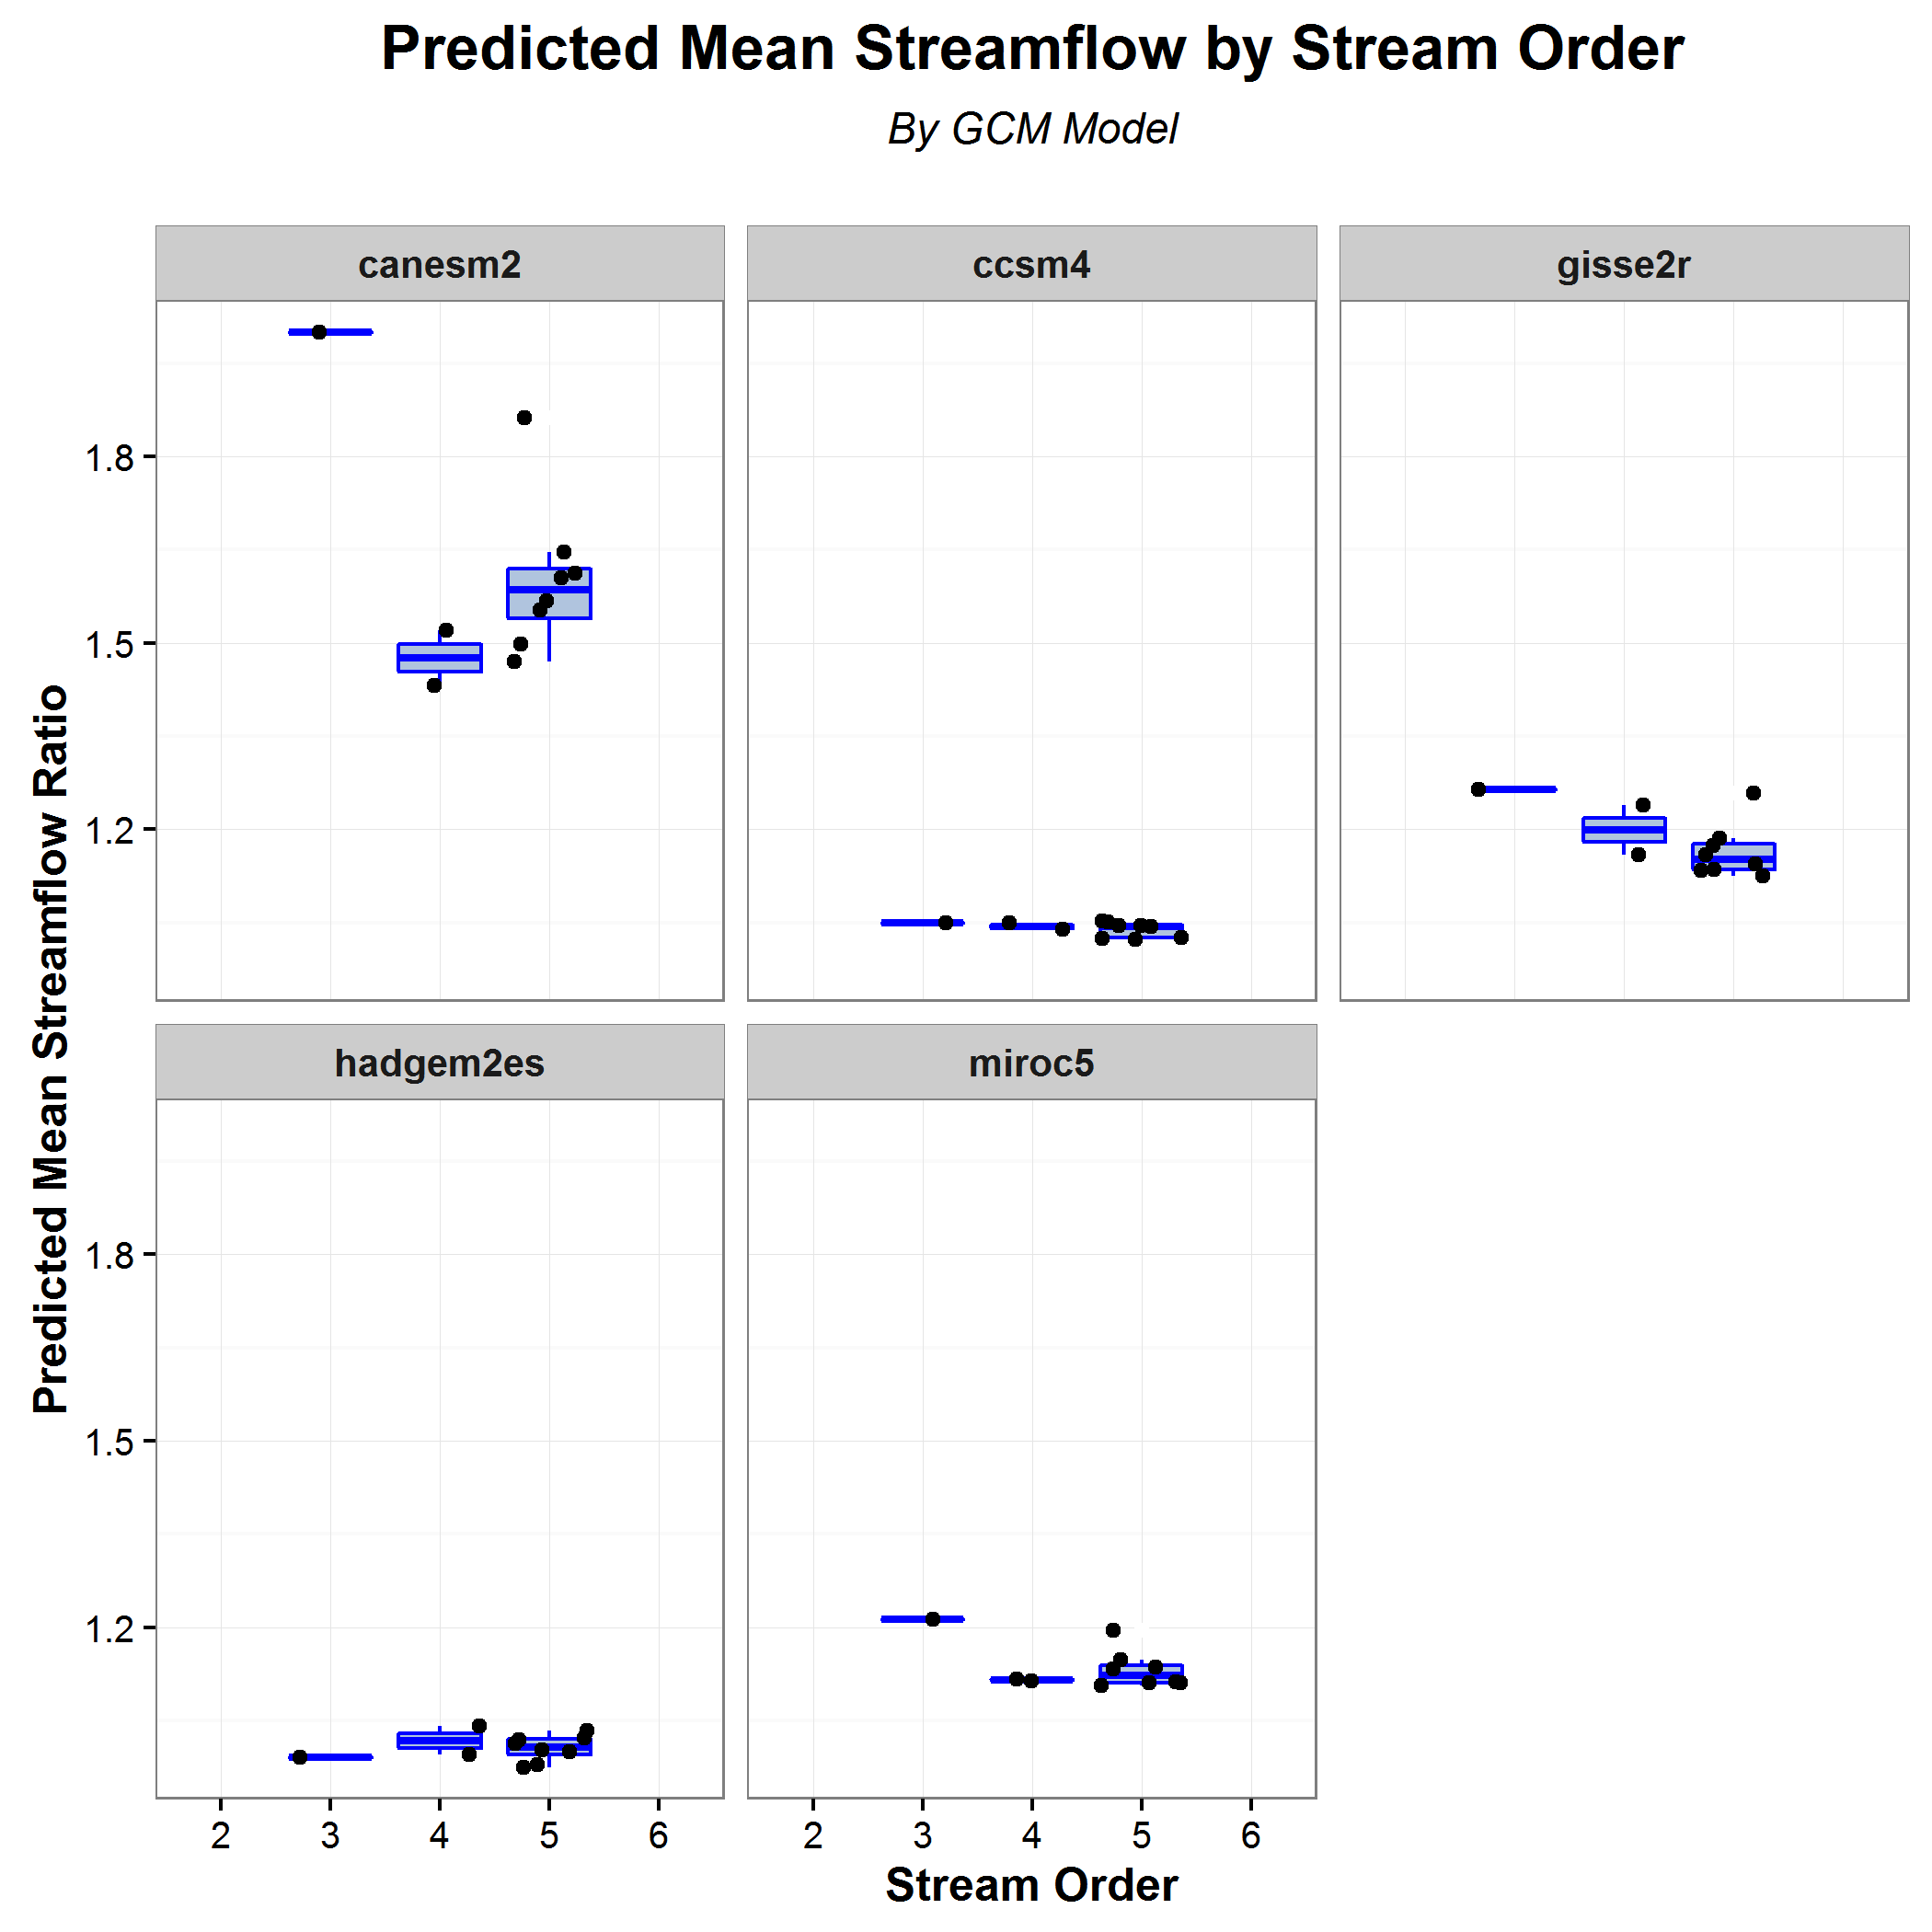 Predicted Mean Streamflow by Stream Order
By GCM Model
canesm2
ccsm4
gisse2r
1.8
1.5
1.2
Predicted Mean Streamflow Ratio
hadgem2es
miroc5
1.8
1.5
1.2
2 3 4 5 6
2 3 4 5 6
Stream Order